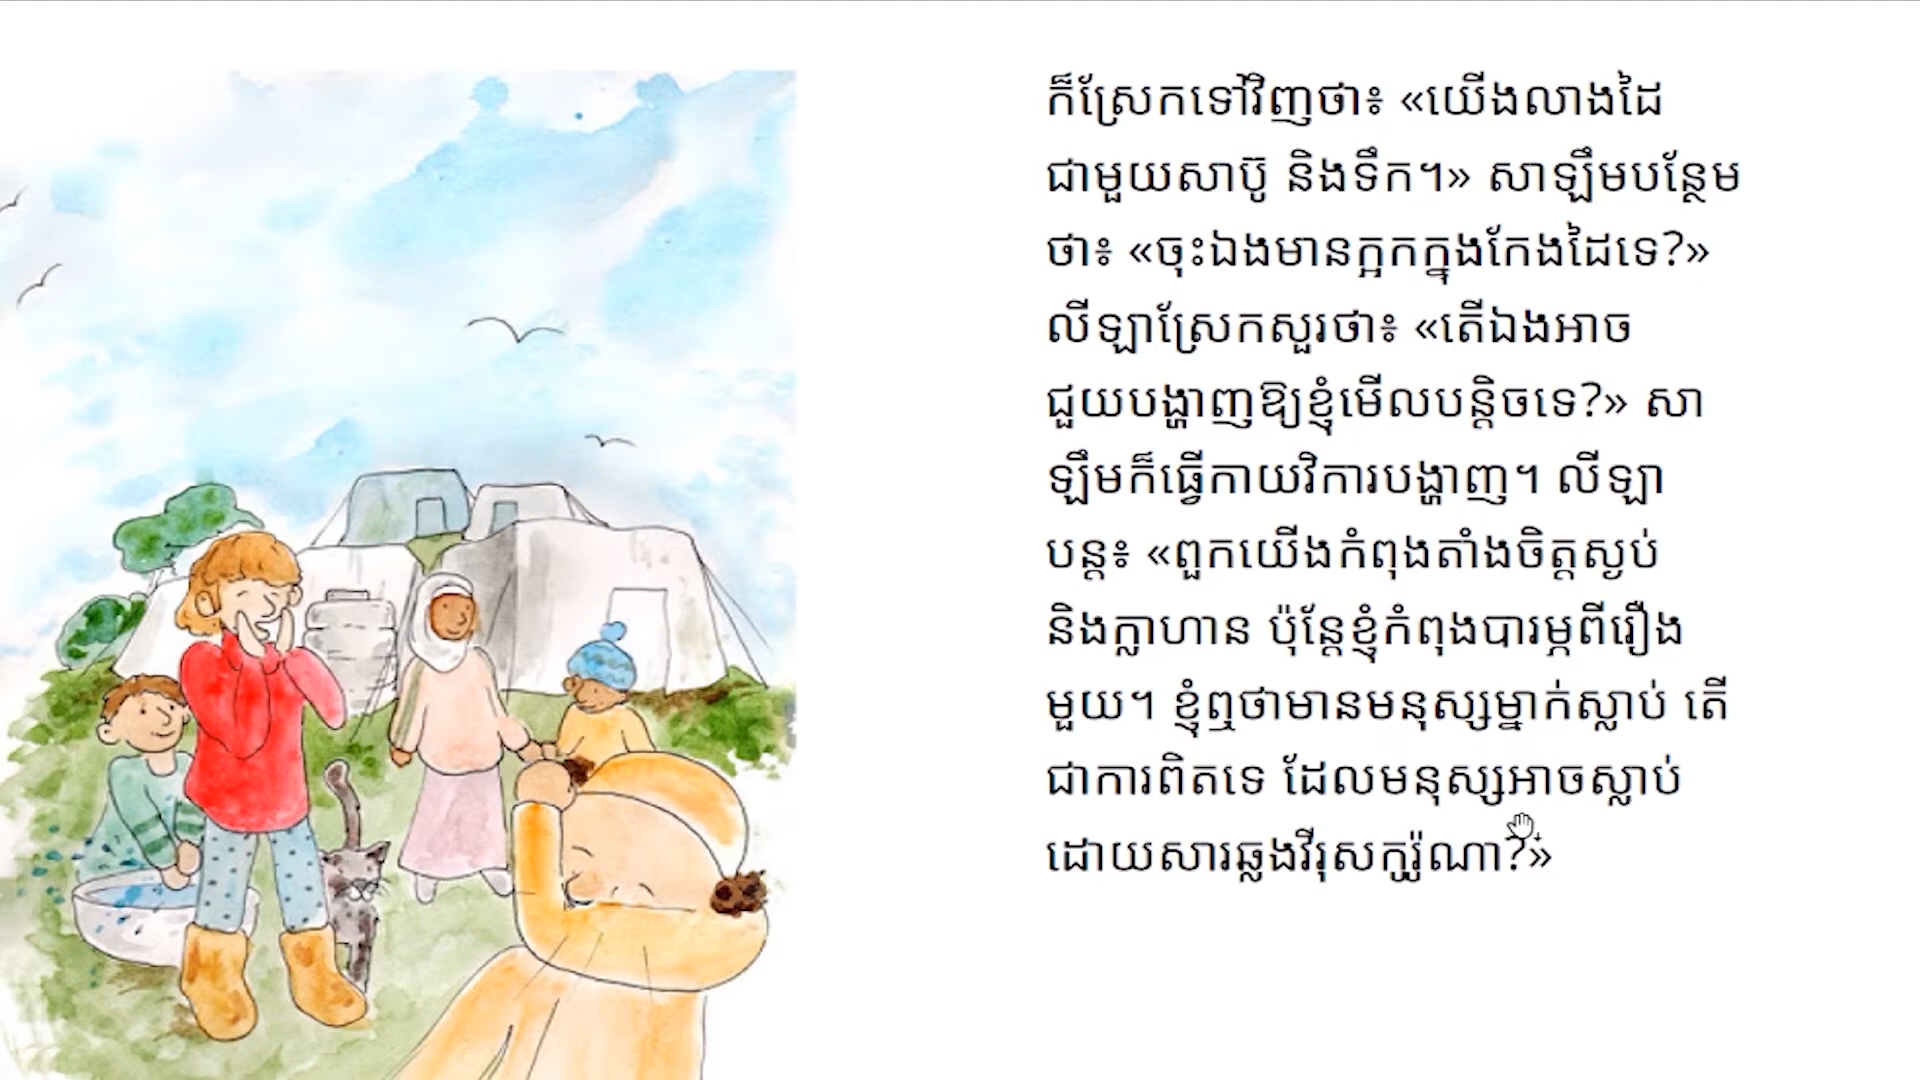 ក៏ស្រែកទៅវិញថា៖ «យើងលាងដៃ
ជាមួយសាប៊ូ និងទឹក។» សាឡឹមបន្ថែម
ថា៖ «ចុះឯងមានក្អកក្នុងកែងដៃទេ?»
លីឡាស្រែកសួរថា៖ «តើឯងអាច
ជួយបង្ហាញឱ្យខ្ញុំមើលបន្តិចទេ?» សា
ឡឹមក៏ធ្វើកាយវិការបង្ហាញ។ លីឡា
បន្ត៖ «ពួកយើងកំពុងតាំងចិត្តស្ងប់
និងក្លាហាន ប៉ុន្តែខ្ញុំកំពុងបារម្ភពីរឿង
មួយ។ ខ្ញុំឮថាមានមនុស្សម្នាក់ស្លាប់ តើ
ជាការពិតទេ ដែលមនុស្សអាចស្លាប់
ដោយសារឆ្លងវីរុសកូរ៉ូណា?»